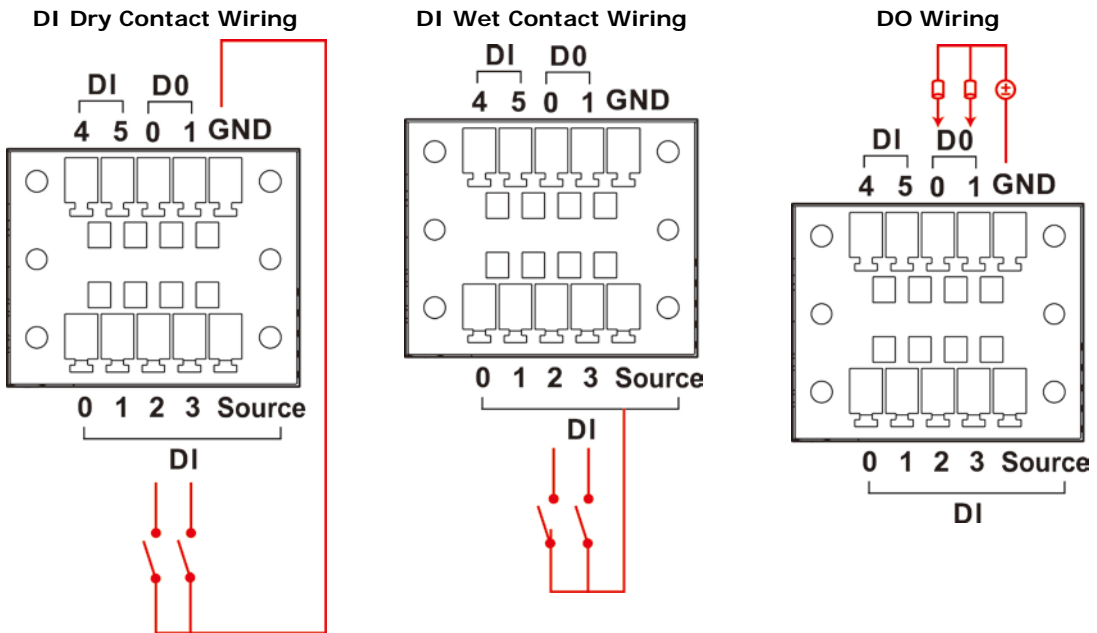 DI Dry Contact Wiring
DI D0
4 5 0 1 GND
0 1 2 3 Source
DI
DI Wet Contact Wiring
DI D0
4 5 0 1 GND
0 1 2 3 Source
DI
DO Wiring
DI D0
4 5 0 1 GND
0 1 2 3 Source
DI